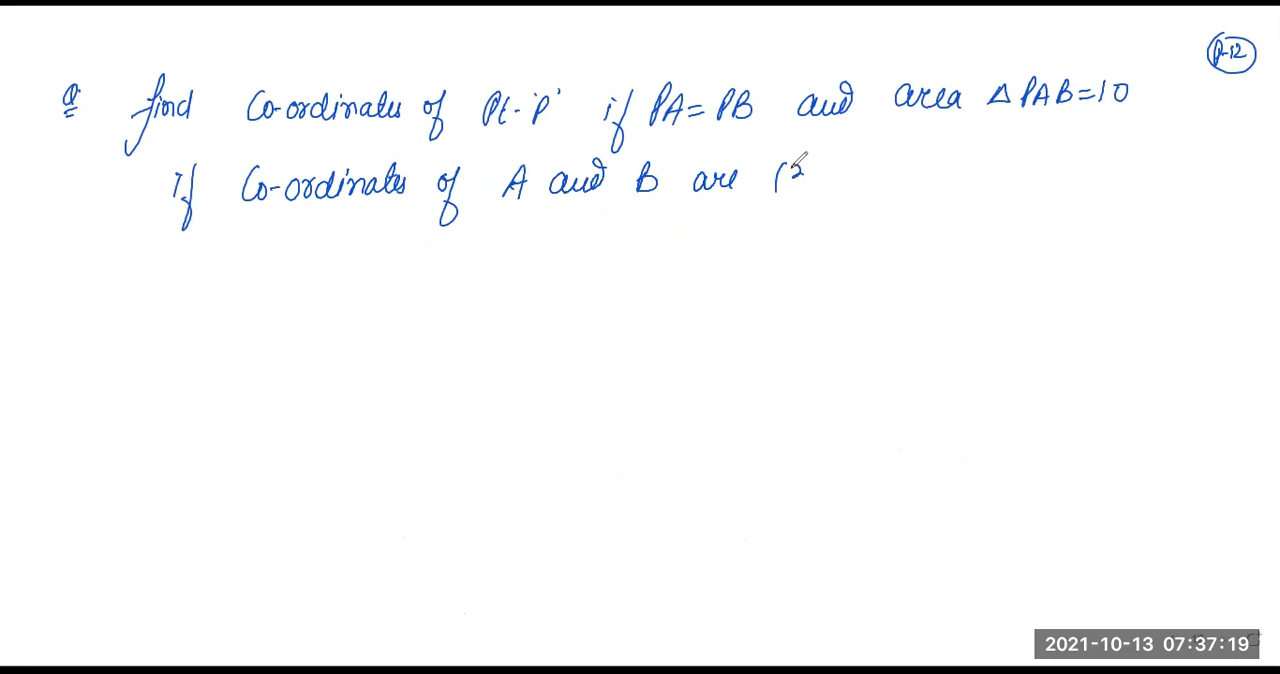 P-12
Q find Co-ordinates of Pt- 'P' if PA = PB and area △ PAB = 10
If Co-ordinates of A and B are (
2021-10-13 07:37:19